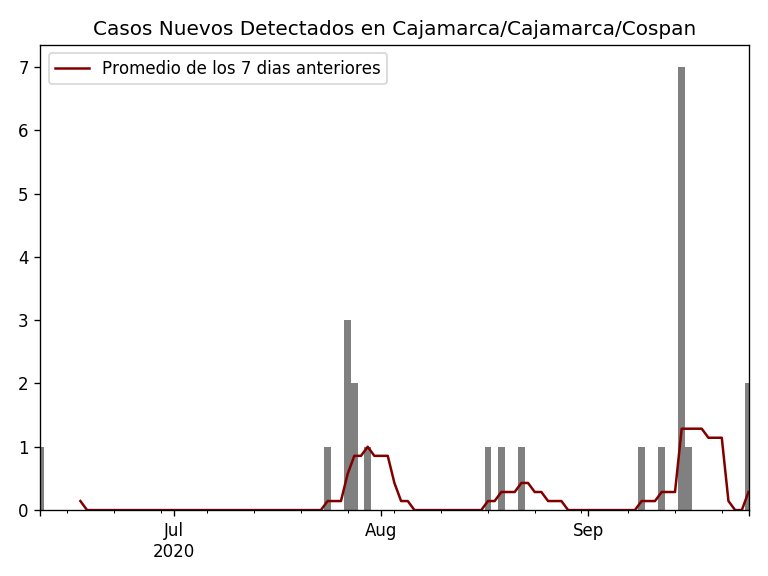 Casos Nuevos Detectados en Cajamarca/Cajamarca/Cospan
Promedio de los 7 dias anteriores
7
6
5
4
3
2
1
0
Jul
2020
Aug
Sep